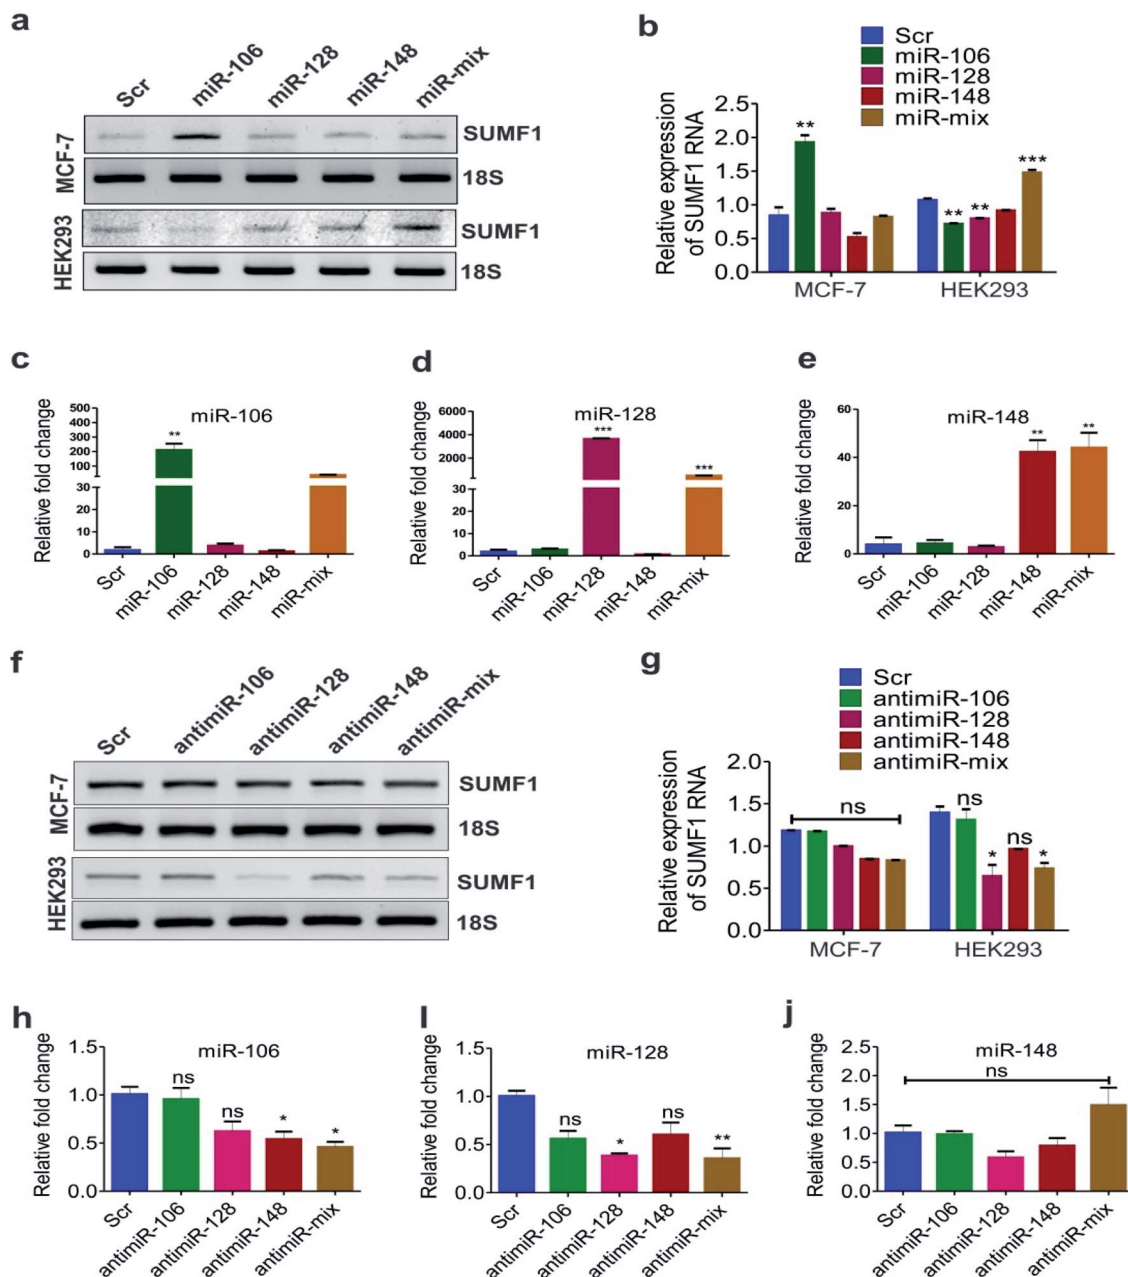 a
Scr
miR-106
miR-128
miR-148
miR-mix
MCF-7
SUMF1
18S
HEK293
SUMF1
18S
b
Scr
miR-106
miR-128
miR-148
miR-mix
Relative expression
of SUMF1 RNA
2.5
2.0
1.5
1.0
0.5
0.0
**
**
**
***
MCF-7
HEK293
c
miR-106
Relative fold change
500
400
300
200
100
30
20
10
0
**
Scr
miR-106
miR-128
miR-148
miR-mix
d
miR-128
Relative fold change
6000
4000
2000
30
20
10
0
***
***
Scr
miR-106
miR-128
miR-148
miR-mix
e
miR-148
Relative fold change
60
40
20
0
**
**
Scr
miR-106
miR-128
miR-148
miR-mix
f
Scr
antimiR-106
antimiR-128
antimiR-148
antimiR-mix
MCF-7
SUMF1
18S
HEK293
SUMF1
18S
g
Scr
antimiR-106
antimiR-128
antimiR-148
antimiR-mix
Relative expression
of SUMF1 RNA
2.0
1.5
1.0
0.5
0.0
ns
ns
*
ns
*
MCF-7
HEK293
h
miR-106
Relative fold change
1.5
1.0
0.5
0.0
ns
ns
*
*
Scr
antimiR-106
antimiR-128
antimiR-148
antimiR-mix
I
miR-128
Relative fold change
1.5
1.0
0.5
0.0
ns
*
ns
**
Scr
antimiR-106
antimiR-128
antimiR-148
antimiR-mix
j
miR-148
ns
Relative fold change
2.5
2.0
1.5
1.0
0.5
0.0
Scr
antimiR-106
antimiR-128
antimiR-148
antimiR-mix